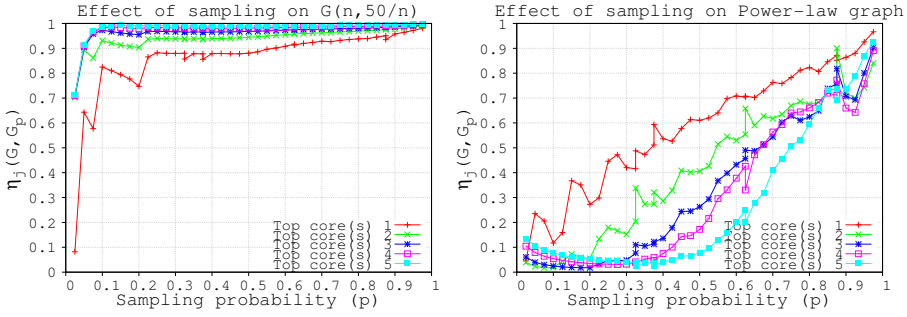 Effect of sampling on G(n,50/n)
η_j(G,G_p)
1
0.9
0.8
0.7
0.6
0.5
0.4
0.3
0.2
0.1
0
Top core(s) 1
Top core(s) 2
Top core(s) 3
Top core(s) 4
Top core(s) 5
0 0.1 0.2 0.3 0.4 0.5 0.6 0.7 0.8 0.9 1
Sampling probability (p)
Effect of sampling on Power-law graph
η_j(G,G_p)
1
0.9
0.8
0.7
0.6
0.5
0.4
0.3
0.2
0.1
0
Top core(s) 1
Top core(s) 2
Top core(s) 3
Top core(s) 4
Top core(s) 5
0 0.1 0.2 0.3 0.4 0.5 0.6 0.7 0.8 0.9 1
Sampling probability (p)